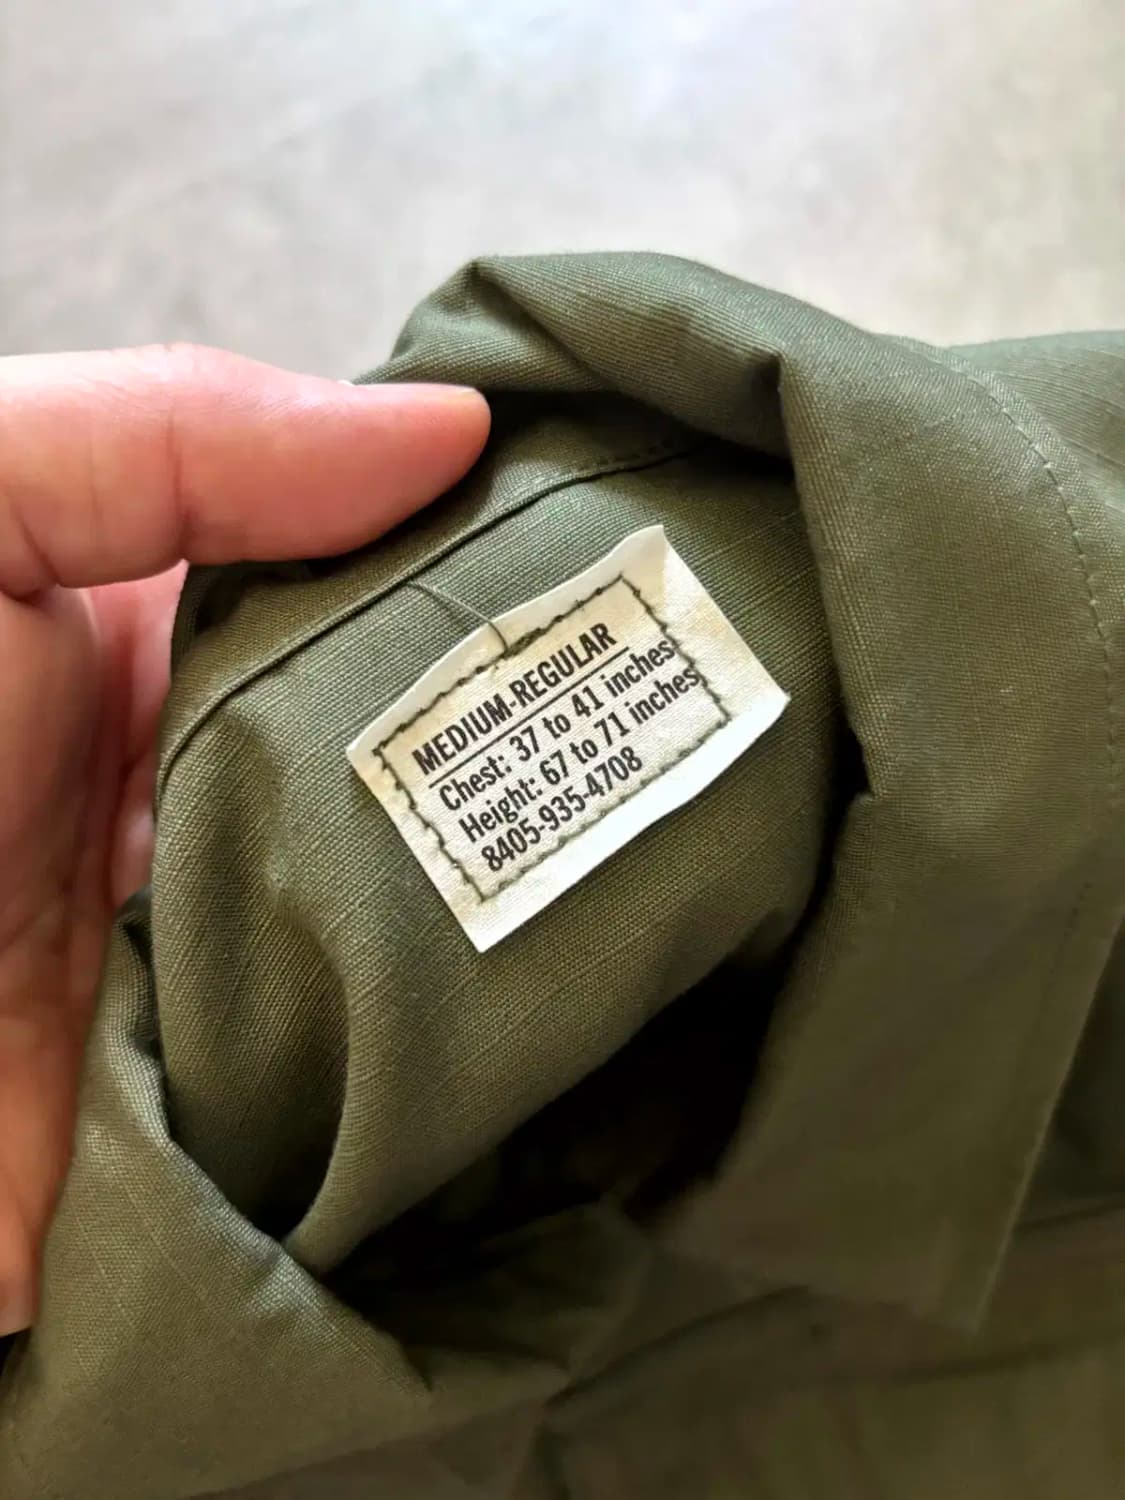 MEDIUM-REGULAR
Chest: 37 to 41 inches
Height: 67 to 71 inches
8405-935-4708